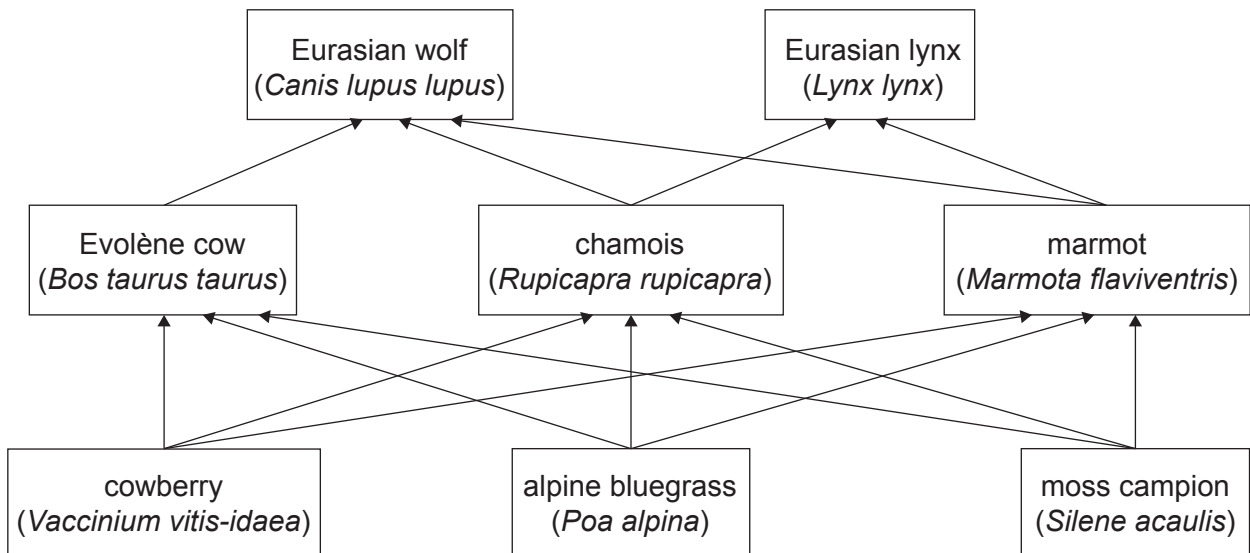 Eurasian wolf
(Canis lupus lupus)
Eurasian lynx
(Lynx lynx)
Evolène cow
(Bos taurus taurus)
chamois
(Rupicapra rupicapra)
marmot
(Marmota flaviventris)
cowberry
(Vaccinium vitis-idaea)
alpine bluegrass
(Poa alpina)
moss campion
(Silene acaulis)